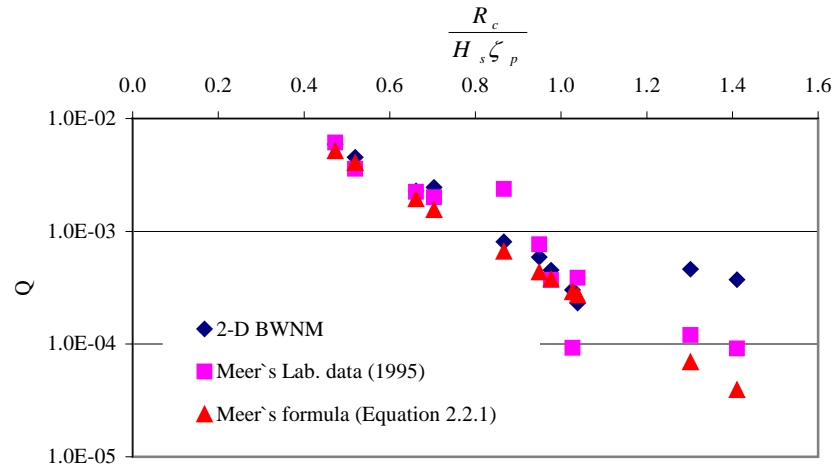 R c
H s ζ p
0.0 0.2 0.4 0.6 0.8 1.0 1.2 1.4 1.6
1.0E-02
1.0E-03
Q
1.0E-04
1.0E-05
2-D BWNM
Meer`s Lab. data (1995)
Meer`s formula (Equation 2.2.1)